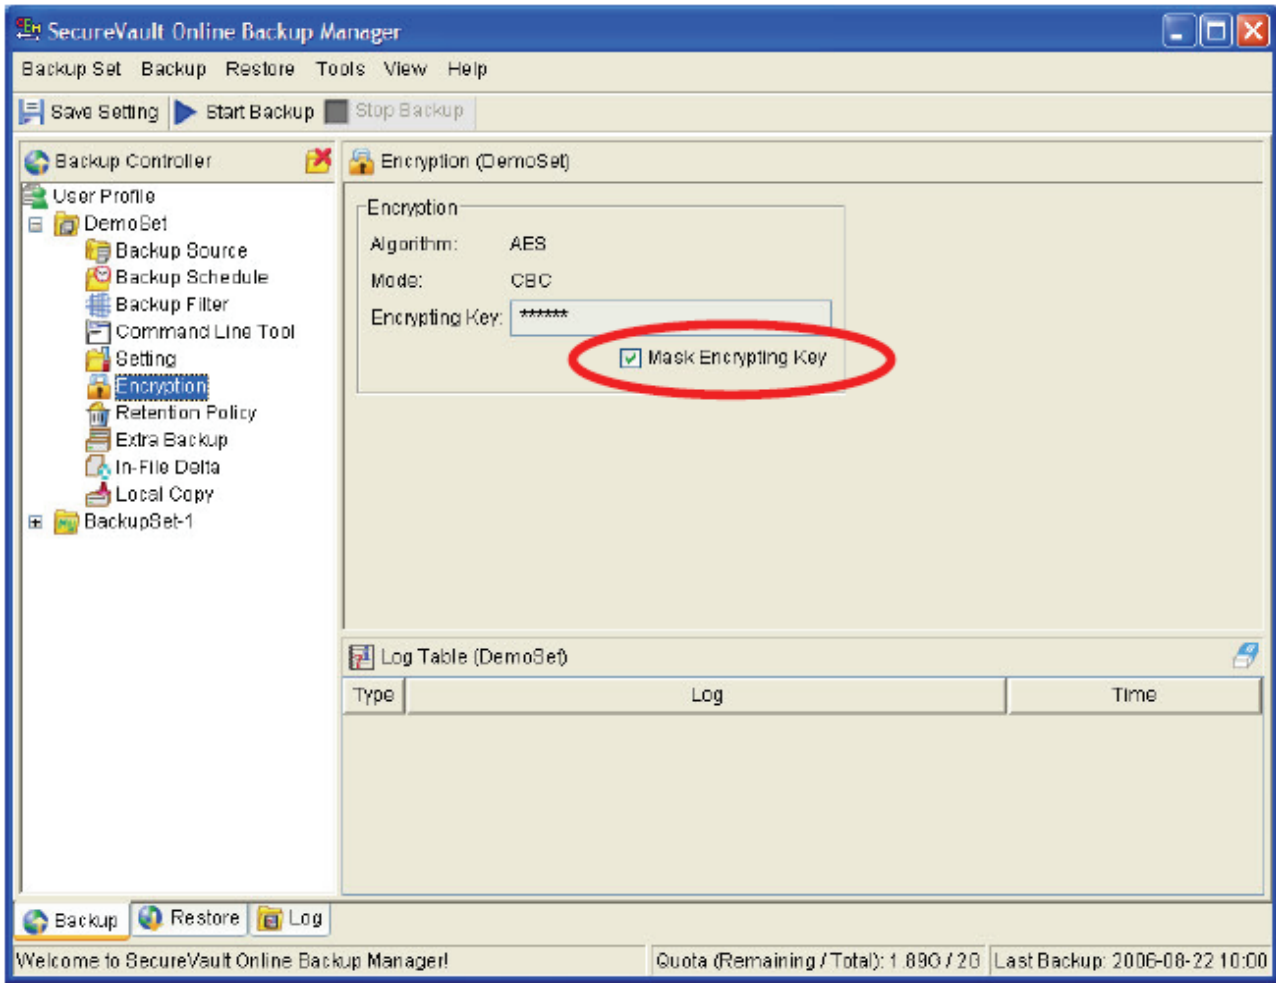 SecureVault Online Backup Manager
Backup Set Backup Restore Tools View Help
Save Setting Start Backup Stop Backup
Backup Controller
User Profile
DemoSet
Backup Source
Backup Schedule
Backup Filter
Command Line Tool
Setting
Encryption
Retention Policy
Extra Backup
In-File Delta
Local Copy
BackupSet-1
Encryption (DemoSet)
Encryption
Algorithm: AES
Mode: CBC
Encrypting Key: ******
Mask Encrypting Key
Log Table (DemoSet)
Type Log Time
Backup Restore Log
Welcome to SecureVault Online Backup Manager!
Quota (Remaining / Total): 1.89G / 2G
Last Backup: 2006-08-22 10:00